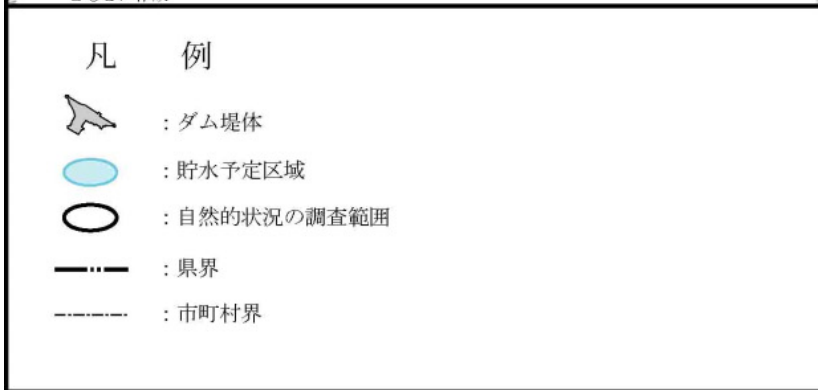 凡　例
：ダム堤体
：貯水予定区域
：自然的状況の調査範囲
：県界
：市町村界